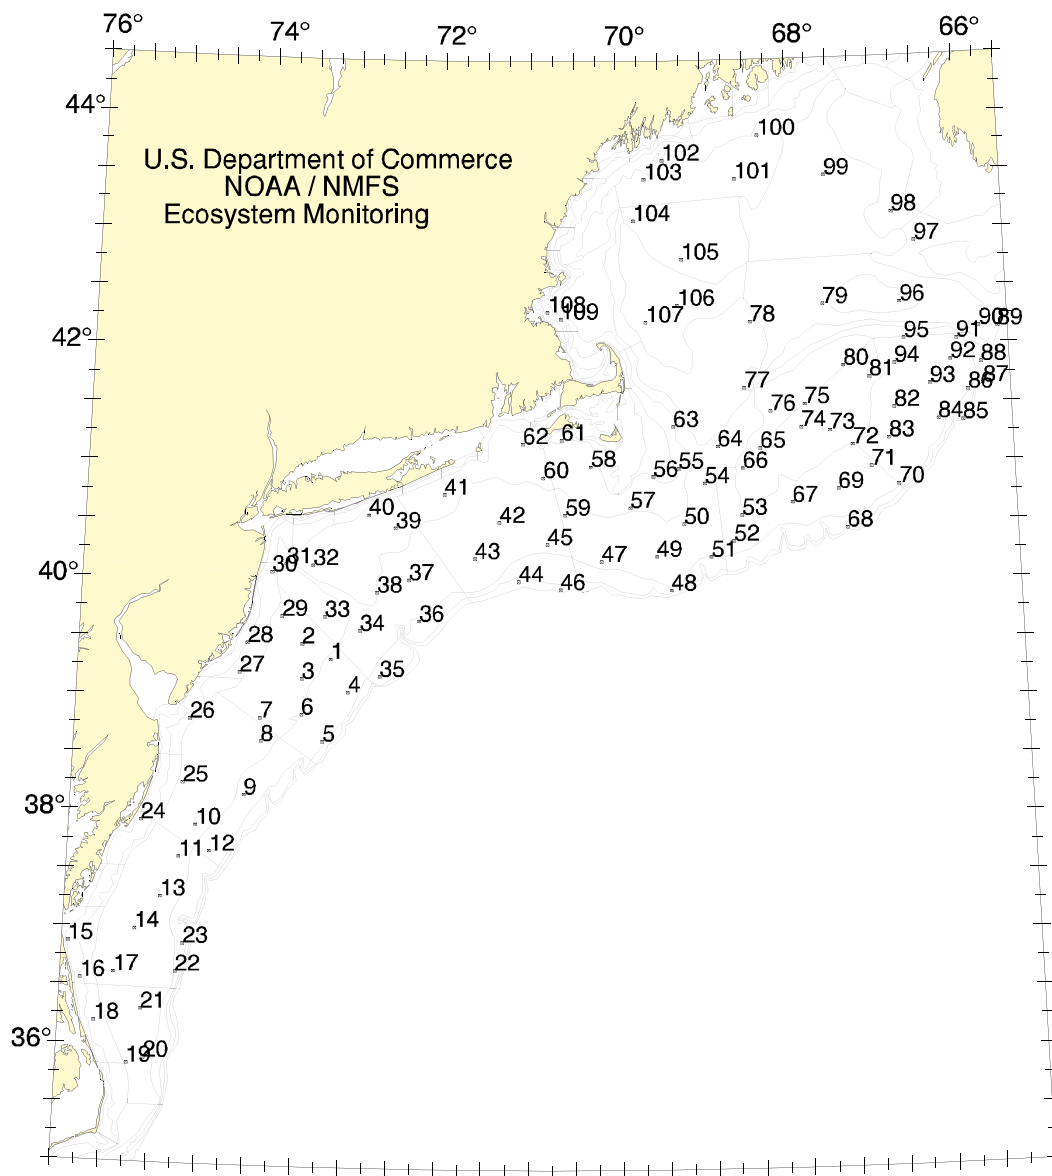 76° 74° 72° 70° 68° 66°
44°
U.S. Department of Commerce
NOAA / NMFS
Ecosystem Monitoring
100
102
103 101 99
104 98
97
105
106 79 96
108 109 107 78 90 89
42° 95 91
80 94 92 88
81 93 86 87
77 82
76 75 84 85
63 74 73 83
62 61 64 65 72
58 55 66 71
60 56 54 70
41 57 69
40 59 53 67
39 42 50 68
45 52
31 32 43 47 49 51
40° 30 37 44 46 48
38
29 33 36
28 2 34
27 1
3 35
4
26 7 6
8 5
25
9
38° 24 10
11 12
13
14
15 23
16 17 22
21
18
36° 19 20